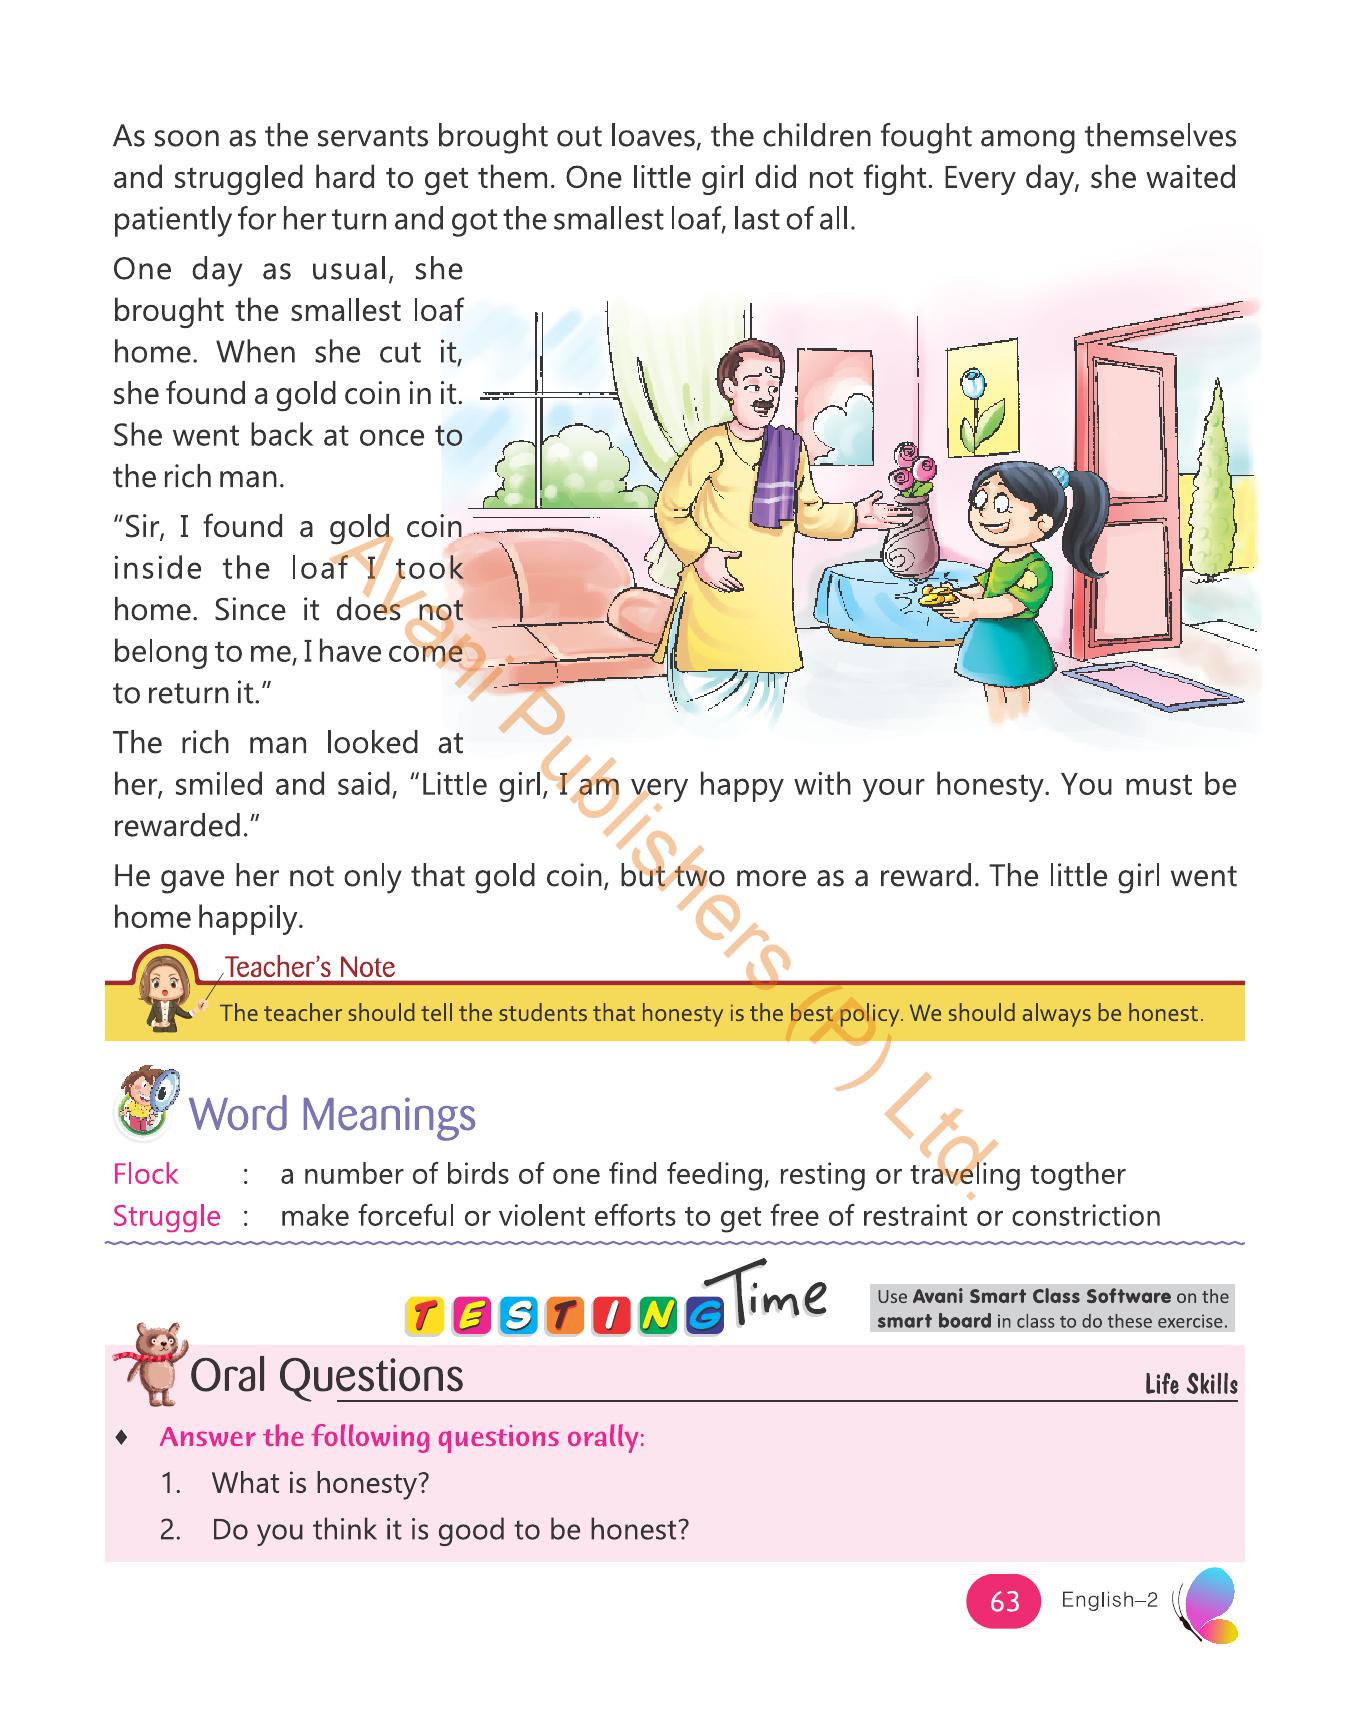 As soon as the servants brought out loaves, the children fought among themselves
and struggled hard to get them. One little girl did not fight. Every day, she waited
patiently for her turn and got the smallest loaf, last of all.
One day as usual, she
brought the smallest loaf
home. When she cut it,
she found a gold coin in it.
She went back at once to
the rich man.
“Sir, I found a gold coin
inside the loaf I took
home. Since it does not
belong to me, I have come
to return it.”
The rich man looked at
her, smiled and said, “Little girl, I am very happy with your honesty. You must be
rewarded.”
He gave her not only that gold coin, but two more as a reward. The little girl went
home happily.
Teacher’s Note
The teacher should tell the students that honesty is the best policy. We should always be honest.
Word Meanings
Flock : a number of birds of one find feeding, resting or traveling togther
Struggle : make forceful or violent efforts to get free of restraint or constriction
TESTING Time
Use Avani Smart Class Software on the
smart board in class to do these exercise.
Oral Questions
Life Skills
♦ Answer the following questions orally:
1. What is honesty?
2. Do you think it is good to be honest?
63 English–2
Avani Publishers (P) Ltd.